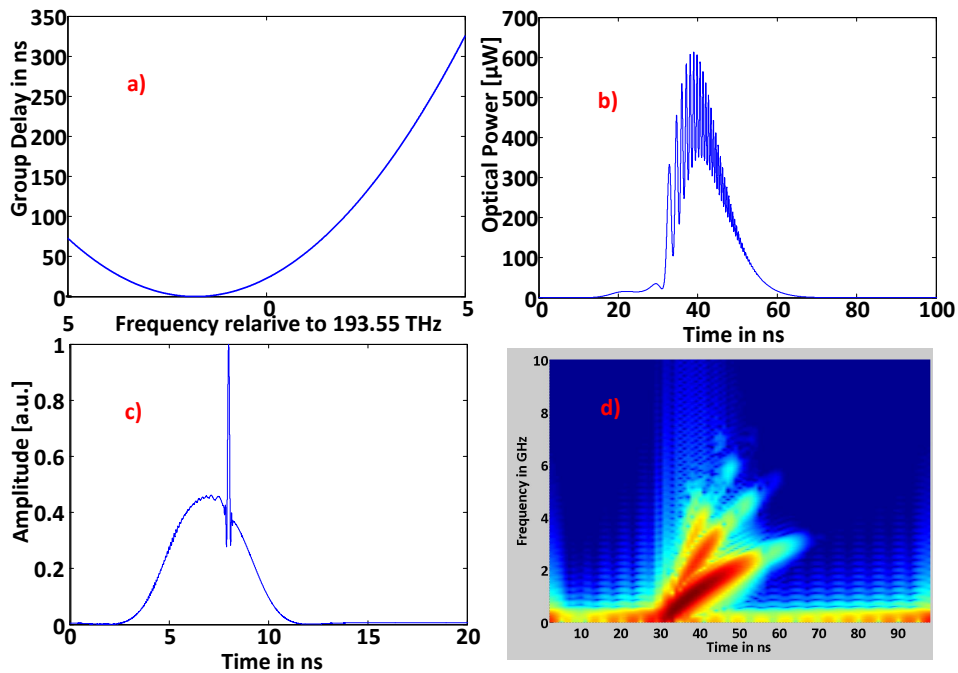 a)
Group Delay in ns
350
300
250
200
150
100
50
0
5 0 5
Frequency relarive to 193.55 THz
b)
Optical Power [µW]
700
600
500
400
300
200
100
0
0 20 40 60 80 100
Time in ns
c)
Amplitude [a.u.]
1
0.8
0.6
0.4
0.2
0
0 5 10 15 20
Time in ns
d)
Frequency in GHz
10
8
6
4
2
0
10 20 30 40 50 60 70 80 90
Time in ns